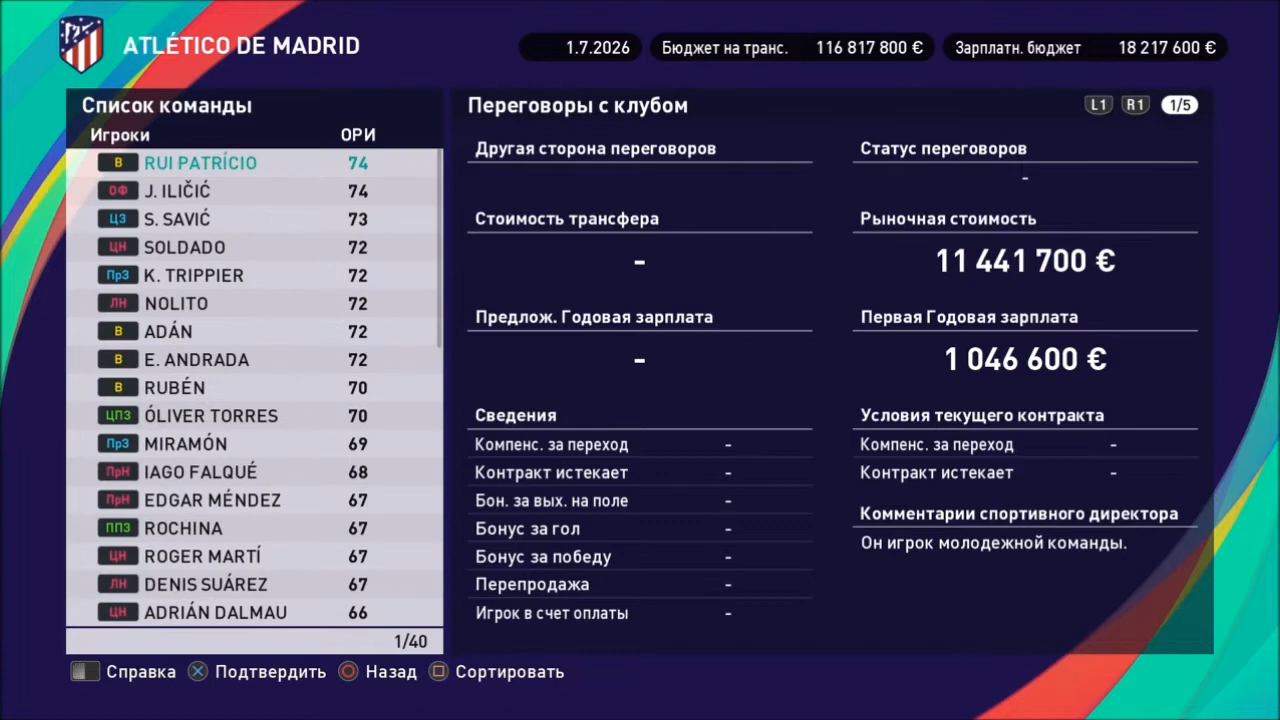 ATLÉTICO DE MADRID
1.7.2026
Бюджет на транс. 116 817 800 €
Зарплатн. бюджет 18 217 600 €
Список команды
Игроки ОРИ
В RUI PATRÍCIO 74
ОФ J. ILIČIĆ 74
ЦЗ S. SAVIĆ 73
ЦН SOLDADO 72
ПрЗ K. TRIPPIER 72
ЛН NOLITO 72
В ADÁN 72
В E. ANDRADA 72
В RUBÉN 70
ЦПЗ ÓLIVER TORRES 70
ПрЗ MIRAMÓN 69
ПрН IAGO FALQUÉ 68
ПрН EDGAR MÉNDEZ 67
ППЗ ROCHINA 67
ЦН ROGER MARTÍ 67
ЛН DENIS SUÁREZ 67
ЦН ADRIÁN DALMAU 66
1/40
Переговоры с клубом
L1 R1 1/5
Другая сторона переговоров
Статус переговоров
-
Стоимость трансфера
-
Рыночная стоимость
11 441 700 €
Предлож. Годовая зарплата
-
Первая Годовая зарплата
1 046 600 €
Сведения
Компенс. за переход -
Контракт истекает -
Бон. за вых. на поле -
Бонус за гол -
Бонус за победу -
Перепродажа -
Игрок в счет оплаты -
Условия текущего контракта
Компенс. за переход -
Контракт истекает -
Комментарии спортивного директора
Он игрок молодежной команды.
Справка Подтвердить Назад Сортировать